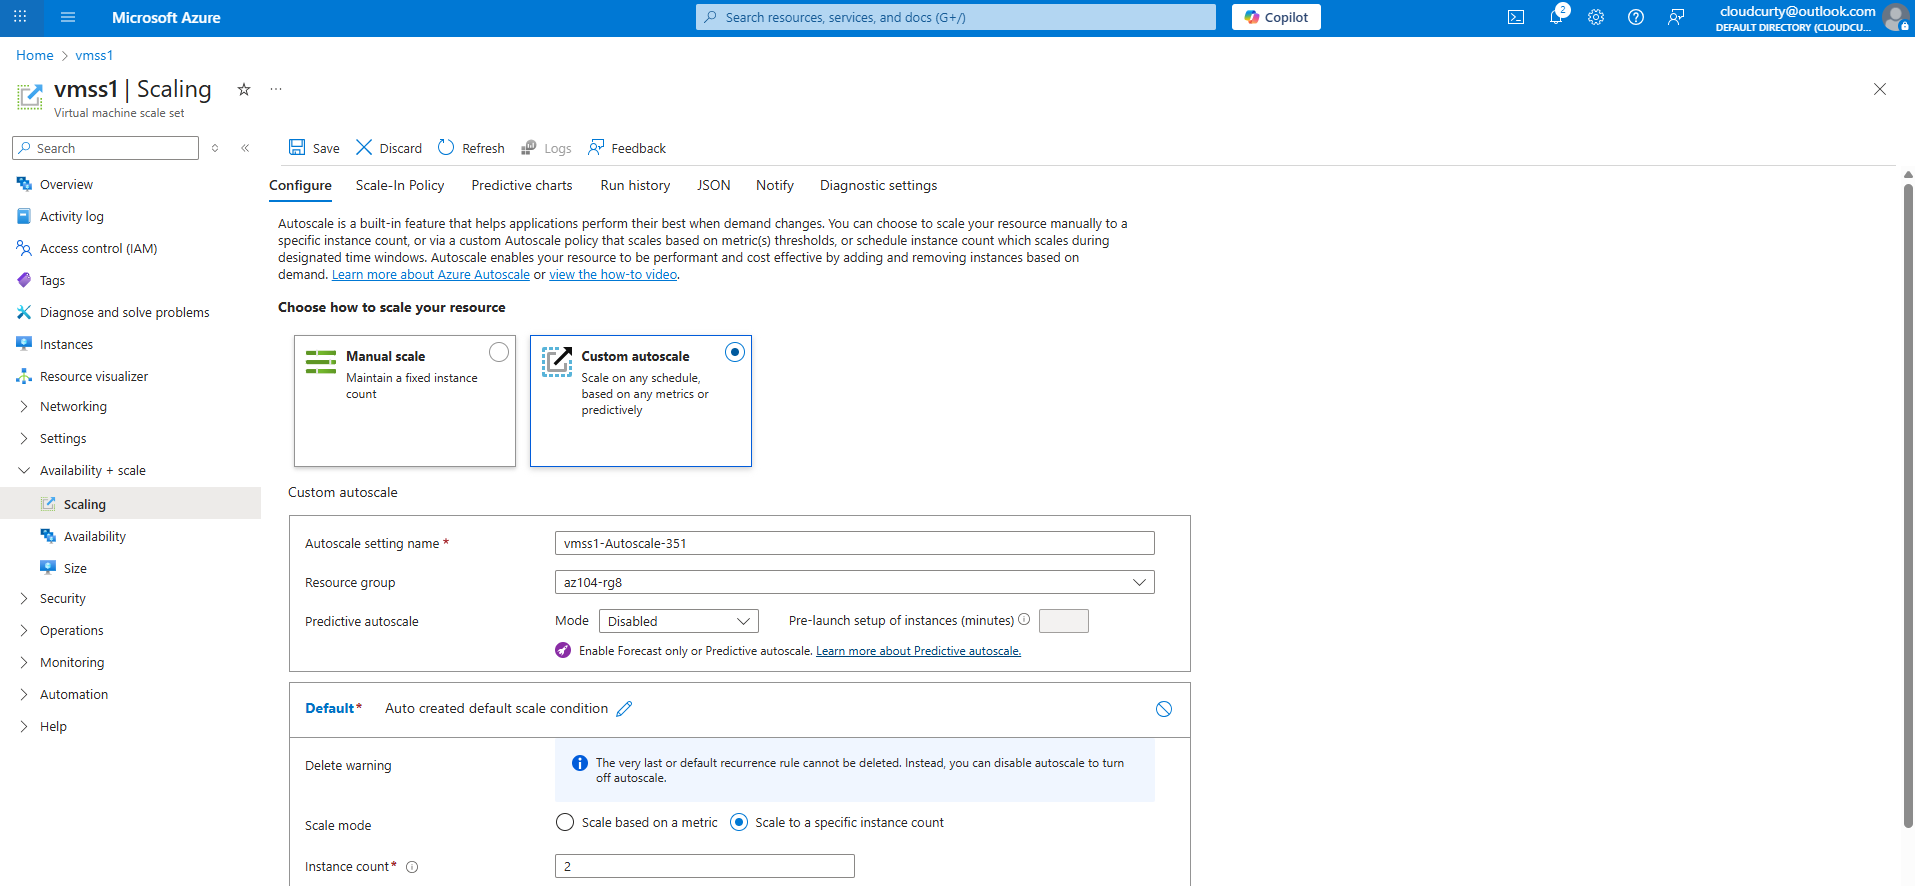 Microsoft Azure
Search resources, services, and docs (G+/)
Copilot
2
cloudcurty@outlook.com
DEFAULT DIRECTORY (CLOUDCU...
Home > vmss1
vmss1 | Scaling
Virtual machine scale set
Search
Overview
Activity log
Access control (IAM)
Tags
Diagnose and solve problems
Instances
Resource visualizer
Networking
Settings
Availability + scale
Scaling
Availability
Size
Security
Operations
Monitoring
Automation
Help
Save Discard Refresh Logs Feedback
Configure Scale-In Policy Predictive charts Run history JSON Notify Diagnostic settings
Autoscale is a built-in feature that helps applications perform their best when demand changes. You can choose to scale your resource manually to a
specific instance count, or via a custom Autoscale policy that scales based on metric(s) thresholds, or schedule instance count which scales during
designated time windows. Autoscale enables your resource to be performant and cost effective by adding and removing instances based on
demand. Learn more about Azure Autoscale or view the how-to video.
Choose how to scale your resource
Manual scale
Maintain a fixed instance
count
Custom autoscale
Scale on any schedule,
based on any metrics or
predictively
Custom autoscale
Autoscale setting name * vmss1-Autoscale-351
Resource group az104-rg8
Predictive autoscale Mode Disabled Pre-launch setup of instances (minutes)
Enable Forecast only or Predictive autoscale. Learn more about Predictive autoscale.
Default* Auto created default scale condition
Delete warning
The very last or default recurrence rule cannot be deleted. Instead, you can disable autoscale to turn
off autoscale.
Scale mode Scale based on a metric Scale to a specific instance count
Instance count* 2